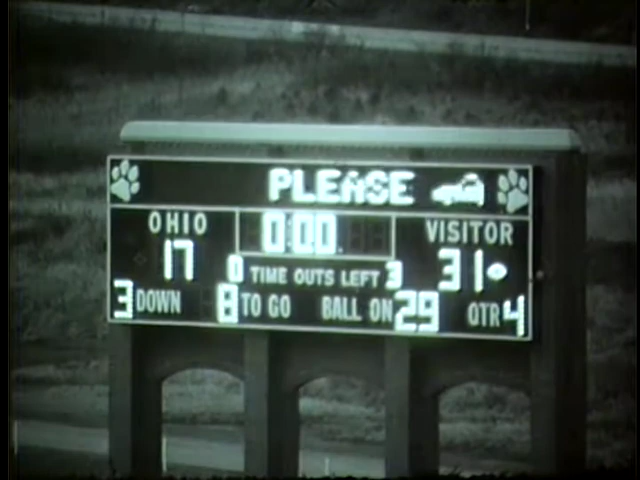 PLEASE
OHIO 0:00 VISITOR
17 0 TIME OUTS LEFT 3 31
3 DOWN 8 TO GO BALL ON 29 QTR 4